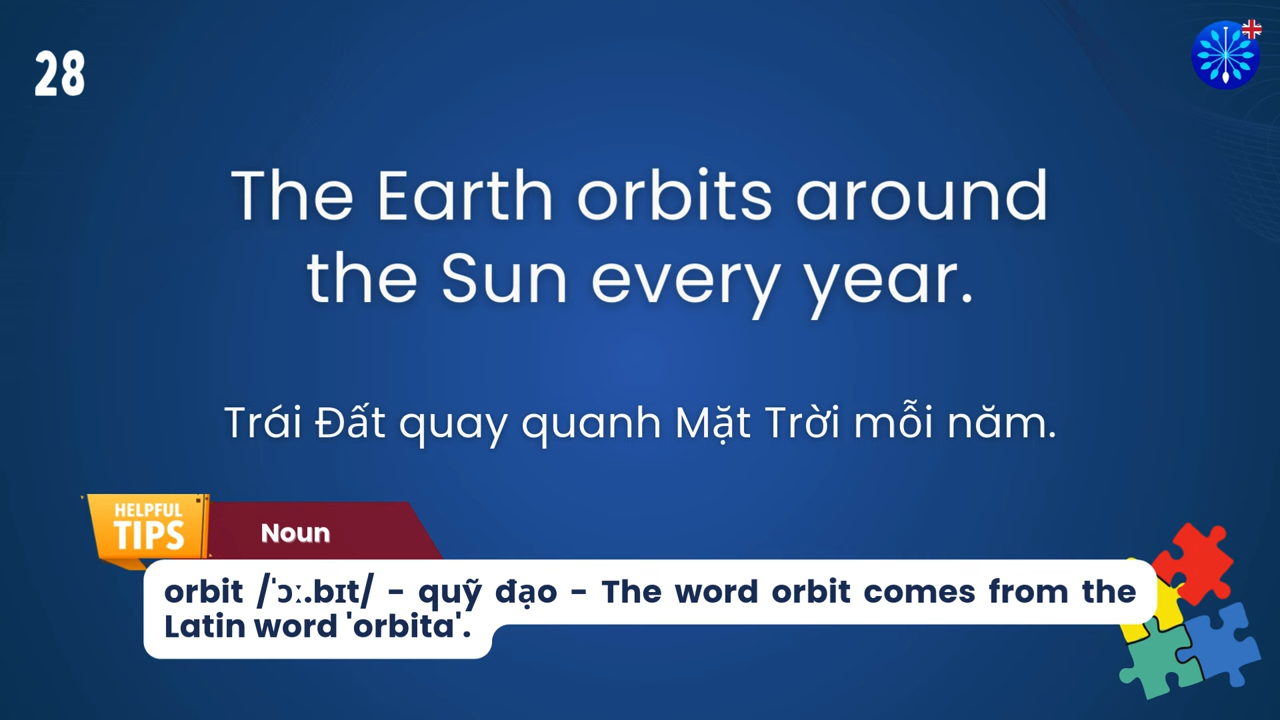 28
The Earth orbits around
the Sun every year.
Trái Đất quay quanh Mặt Trời mỗi năm.
HELPFUL
TIPS
Noun
orbit /ˈɔː.bɪt/ - quỹ đạo - The word orbit comes from the
Latin word 'orbita'.